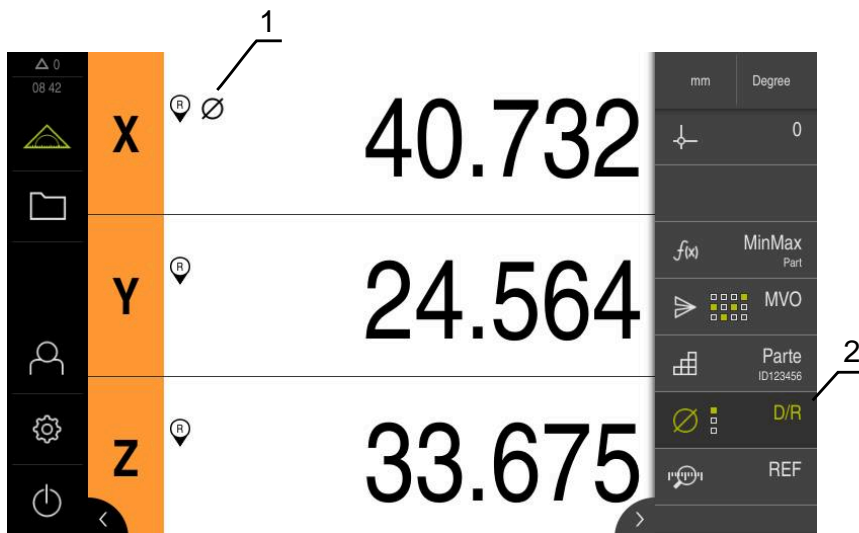 1
0
08 42
X
R
40.732
Y
R
24.564
Z
R
33.675
mm Degree
0
f(x) MinMax
Part
MVO
Parte
ID123456
2
D/R
REF